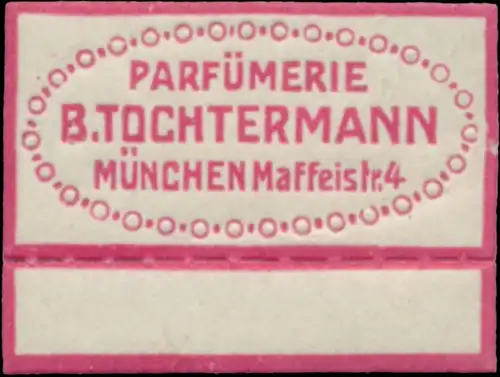 PARFÜMERIE
B.TOCHTERMANN
MÜNCHEN Maffeistr.4